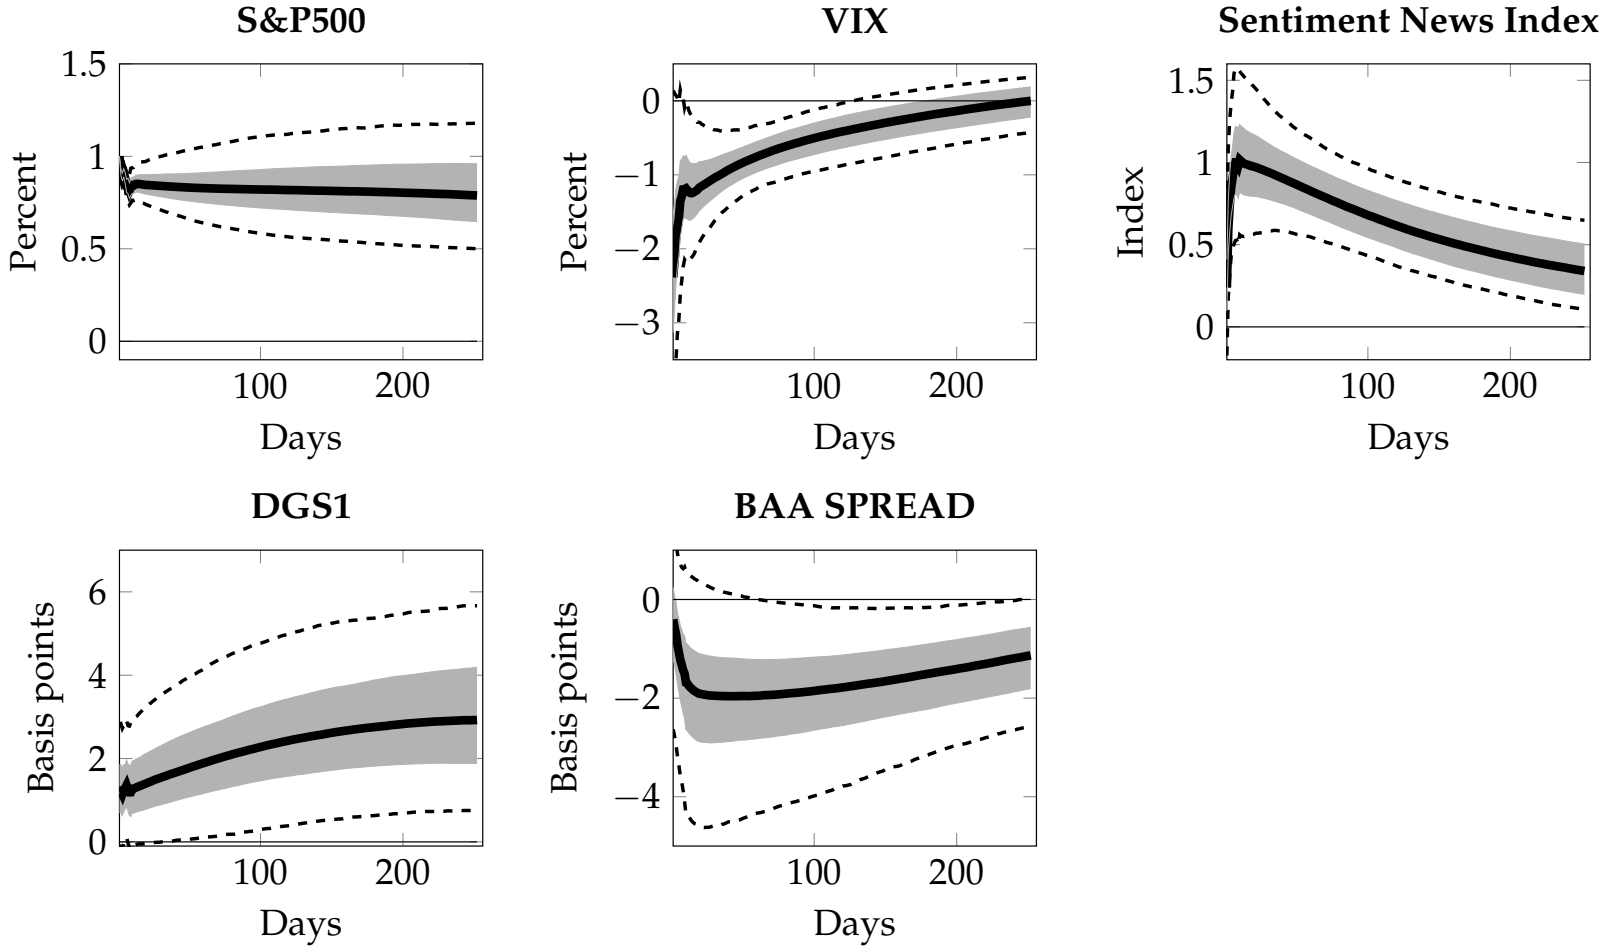 S&P500
VIX
Sentiment News Index
1.5
1
0.5
0
Percent
100
200
Days
0
−1
−2
−3
Percent
100
200
Days
1.5
1
0.5
0
Index
100
200
Days
DGS1
BAA SPREAD
6
4
2
0
Basis points
100
200
Days
0
−2
−4
Basis points
100
200
Days